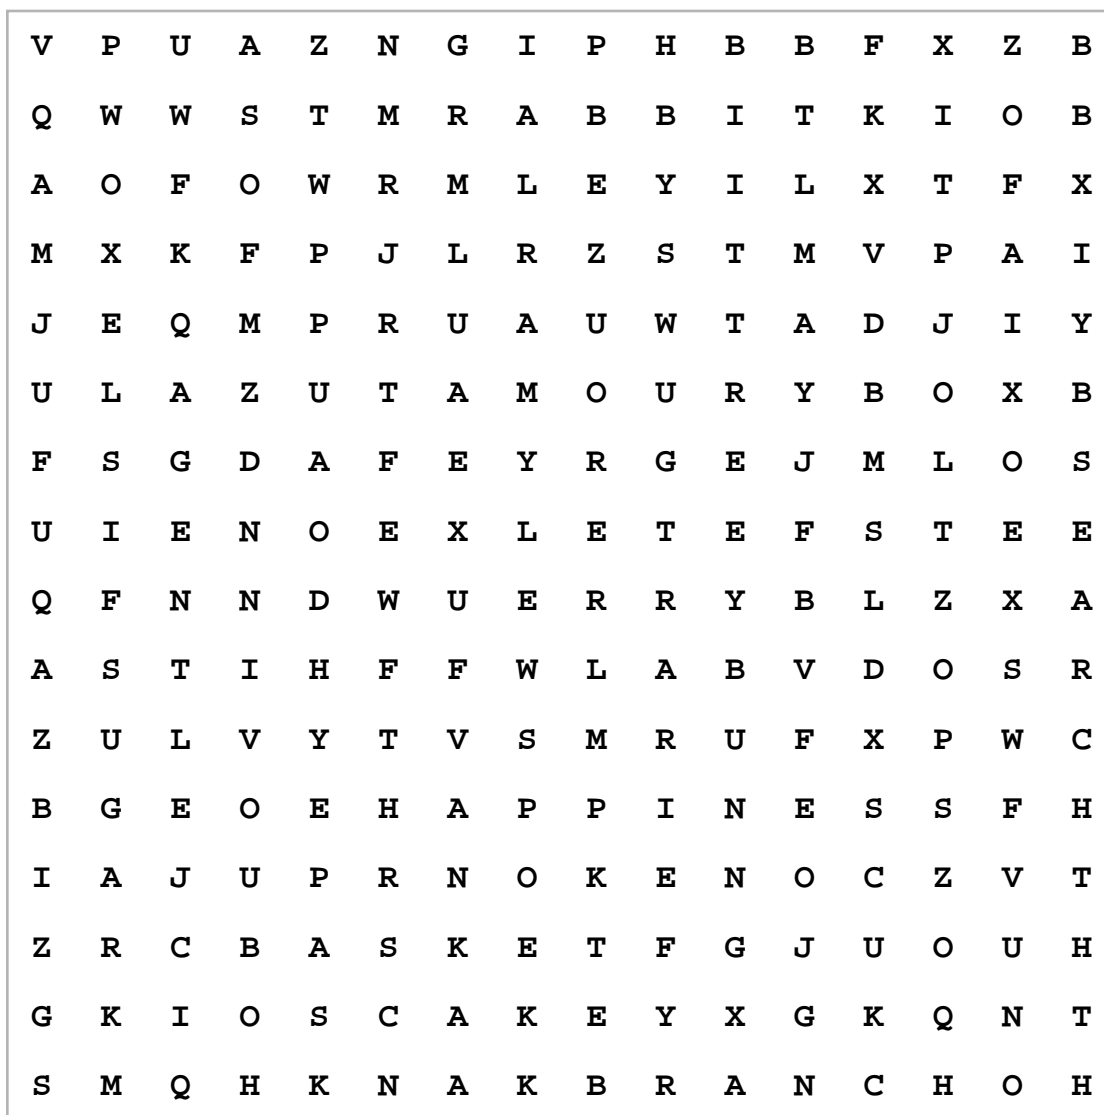 V P U A Z N G I P H B B F X Z B
Q W W S T M R A B B I T K I O B
A O F O W R M L E Y I L X T F X
M X K F P J L R Z S T M V P A I
J E Q M P R U A U W T A D J I Y
U L A Z U T A M O U R Y B O X B
F S G D A F E Y R G E J M L O S
U I E N O E X L E T E F S T E E
Q F N N D W U E R R Y B L Z X A
A S T I H F F W L A B V D O S R
Z U L V Y T V S M R U F X P W C
B G E O E H A P P I N E S S F H
I A J U P R N O K E N O C Z V T
Z R C B A S K E T F G J U O U H
G K I O S C A K E Y X G K Q N T
S M Q H K N A K B R A N C H O H